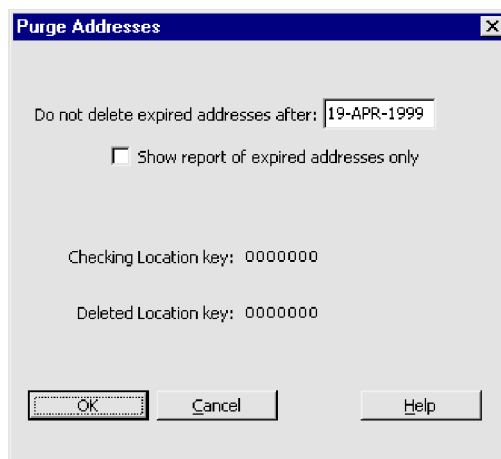 Purge Addresses
Do not delete expired addresses after: 19-APR-1999
Show report of expired addresses only
Checking Location key: 0000000
Deleted Location key: 0000000
OK Cancel Help